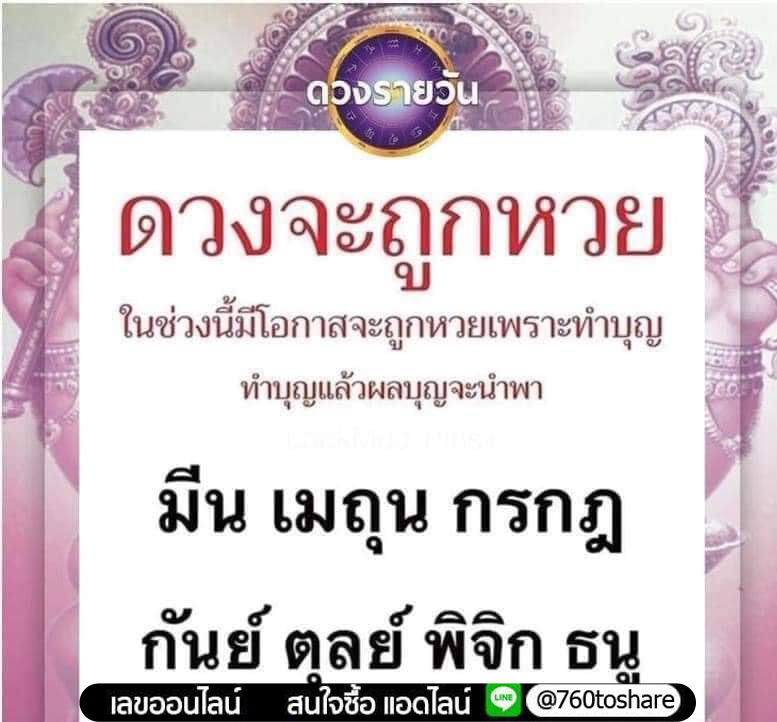 ดวงรายวัน
ดวงจะถูกหวย
ในช่วงนี้มีโอกาสจะถูกหวยเพราะทำบุญ
ทำบุญแล้วผลบุญจะนำพา
มีน เมถุน กรกฎ
กันย์ ตุลย์ พิจิก ธนู
เลขออนไลน์ สนใจซื้อ แอดไลน์ LINE @760toshare